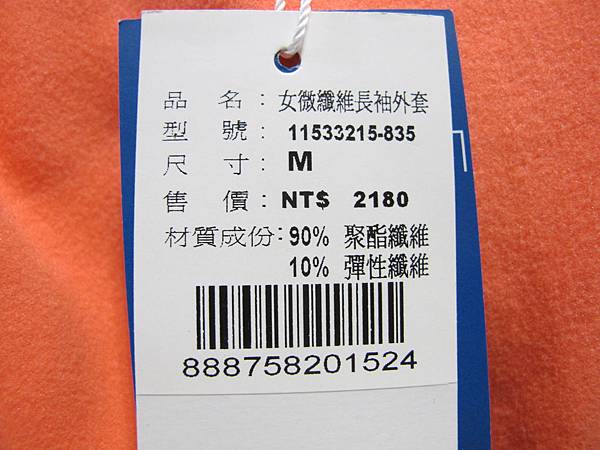 品 名：女微纖維長袖外套
型 號：11533215-835
尺 寸：M
售 價：NT$ 2180
材質成份：90% 聚酯纖維
10% 彈性纖維
888758201524